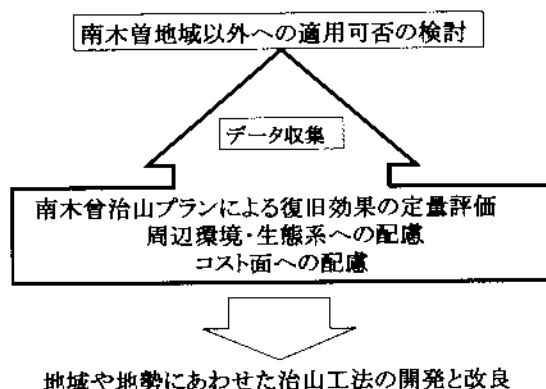 南木曽地域以外への適用可否の検討
データ収集
南木曾治山プランによる復旧効果の定量評価
周辺環境・生態系への配慮
コスト面への配慮
地域や地勢にあわせた治山工法の開発と改良